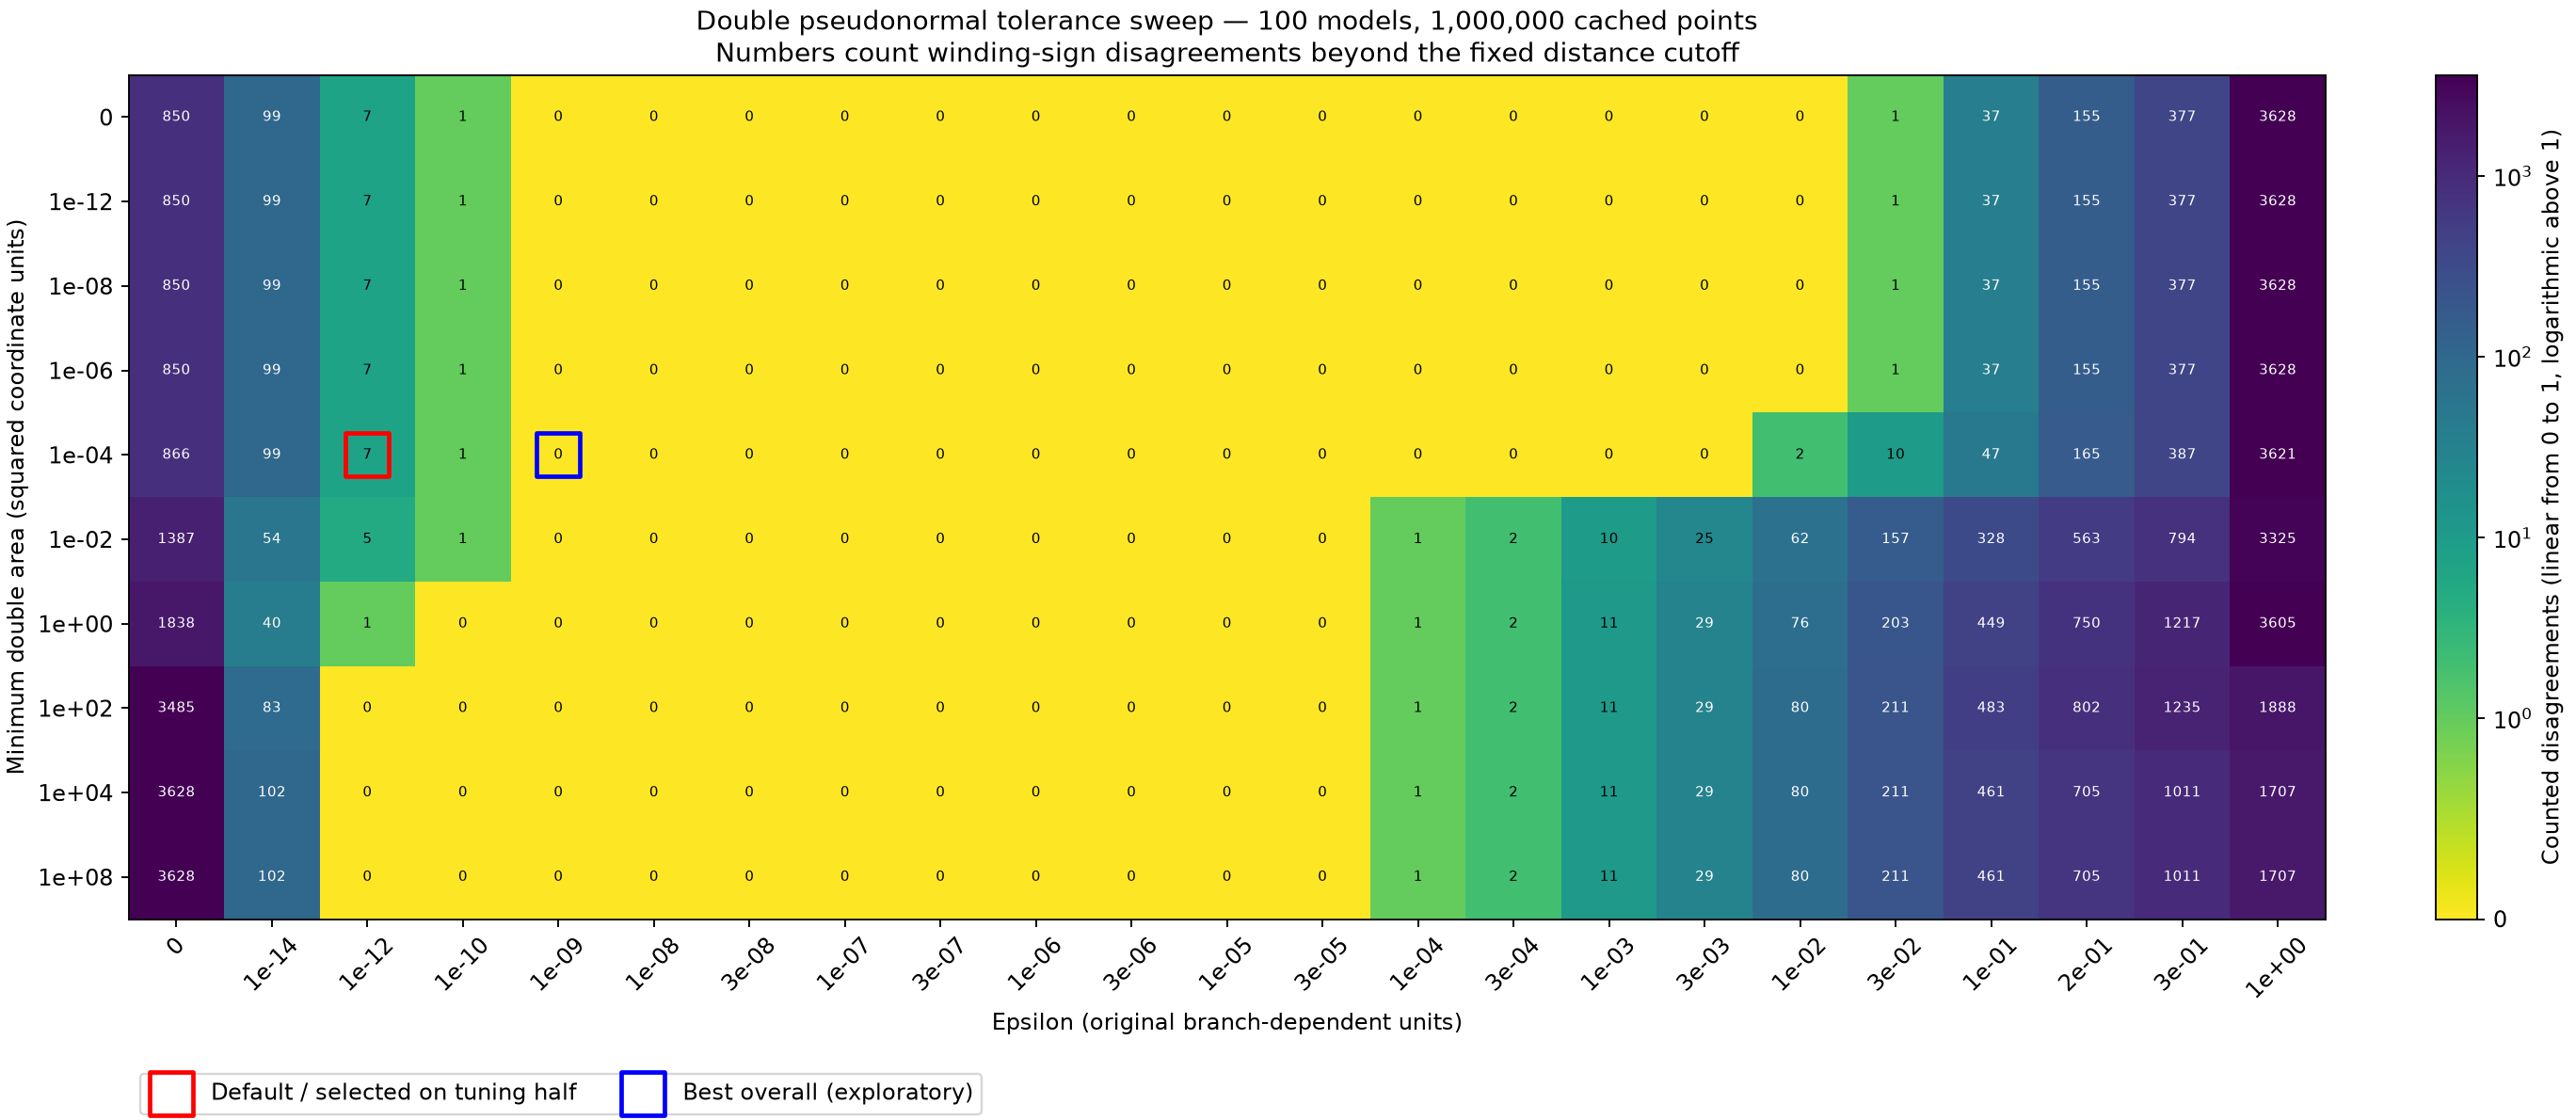 Double pseudonormal tolerance sweep — 100 models, 1,000,000 cached points
Numbers count winding-sign disagreements beyond the fixed distance cutoff
Minimum double area (squared coordinate units)
0 850 99 7 1 0 0 0 0 0 0 0 0 0 0 0 0 0 0 1 37 155 377 3628
1e-12 850 99 7 1 0 0 0 0 0 0 0 0 0 0 0 0 0 0 1 37 155 377 3628
1e-08 850 99 7 1 0 0 0 0 0 0 0 0 0 0 0 0 0 0 1 37 155 377 3628
1e-06 850 99 7 1 0 0 0 0 0 0 0 0 0 0 0 0 0 0 1 37 155 377 3628
1e-04 866 99 7 1 0 0 0 0 0 0 0 0 0 0 0 0 0 2 10 47 165 387 3621
1e-02 1387 54 5 1 0 0 0 0 0 0 0 0 0 1 2 10 25 62 157 328 563 794 3325
1e+00 1838 40 1 0 0 0 0 0 0 0 0 0 0 1 2 11 29 76 203 449 750 1217 3605
1e+02 3485 83 0 0 0 0 0 0 0 0 0 0 0 1 2 11 29 80 211 483 802 1235 1888
1e+04 3628 102 0 0 0 0 0 0 0 0 0 0 0 1 2 11 29 80 211 461 705 1011 1707
1e+08 3628 102 0 0 0 0 0 0 0 0 0 0 0 1 2 11 29 80 211 461 705 1011 1707
0 1e-14 1e-12 1e-10 1e-09 1e-08 3e-08 1e-07 3e-07 1e-06 3e-06 1e-05 3e-05 1e-04 3e-04 1e-03 3e-03 1e-02 3e-02 1e-01 2e-01 3e-01 1e+00
Epsilon (original branch-dependent units)
10³
10²
10¹
10⁰
0
Counted disagreements (linear from 0 to 1, logarithmic above 1)
Default / selected on tuning half
Best overall (exploratory)